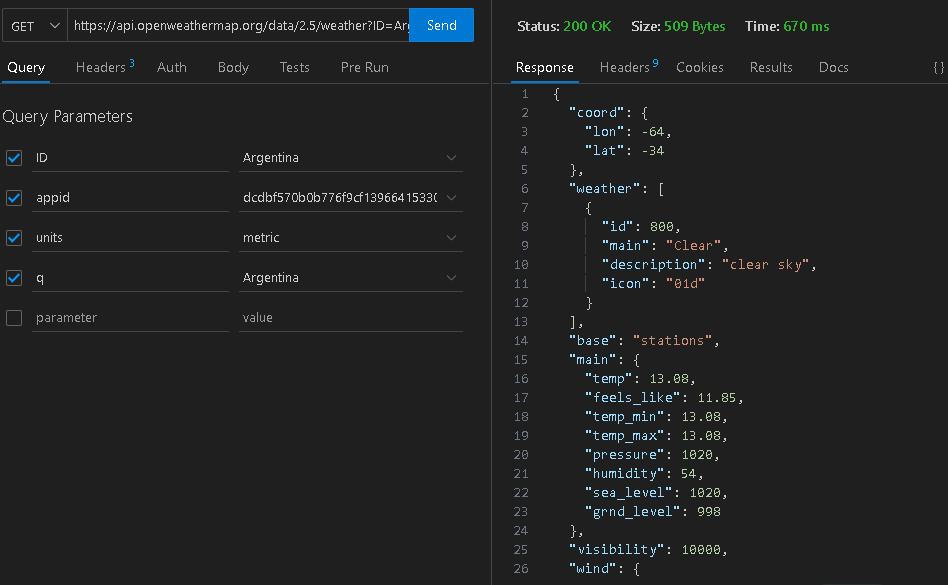 GET
https://api.openweathermap.org/data/2.5/weather?ID=Ar
Send
Query
Headers 3
Auth
Body
Tests
Pre Run
Query Parameters
ID
Argentina
appid
dcdbf570b0b776f9cf1396641533(
units
metric
q
Argentina
parameter
value
Status: 200 OK Size: 509 Bytes Time: 670 ms
Response
Headers 9
Cookies
Results
Docs
{}
1 {
2 "coord": {
3 "lon": -64,
4 "lat": -34
5 },
6 "weather": [
7 {
8 "id": 800,
9 "main": "Clear",
10 "description": "clear sky",
11 "icon": "01d"
12 }
13 ],
14 "base": "stations",
15 "main": {
16 "temp": 13.08,
17 "feels_like": 11.85,
18 "temp_min": 13.08,
19 "temp_max": 13.08,
20 "pressure": 1020,
21 "humidity": 54,
22 "sea_level": 1020,
23 "grnd_level": 998
24 },
25 "visibility": 10000,
26 "wind": {